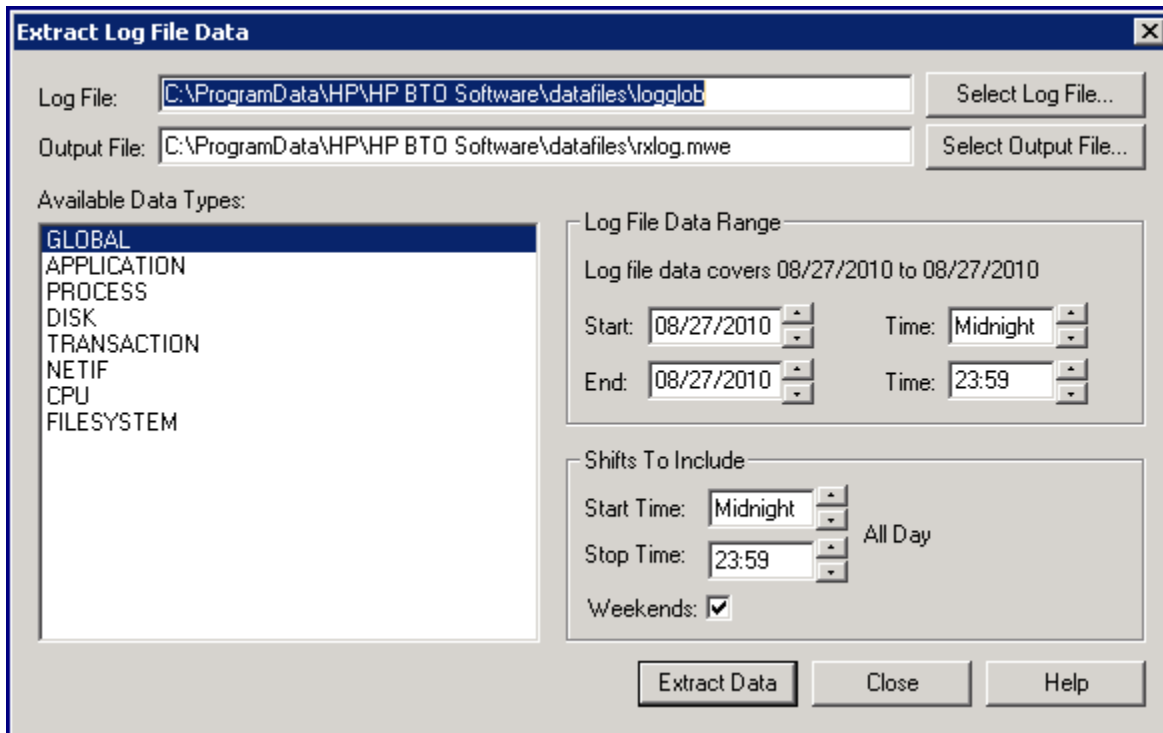 Extract Log File Data
Log File: C:\ProgramData\HP\HP BTO Software\datafiles\logglob Select Log File...
Output File: C:\ProgramData\HP\HP BTO Software\datafiles\rxlog.mwe Select Output File...
Available Data Types:
GLOBAL
APPLICATION
PROCESS
DISK
TRANSACTION
NETIF
CPU
FILESYSTEM
Log File Data Range
Log file data covers 08/27/2010 to 08/27/2010
Start: 08/27/2010 Time: Midnight
End: 08/27/2010 Time: 23:59
Shifts To Include
Start Time: Midnight
All Day
Stop Time: 23:59
Weekends:
Extract Data Close Help